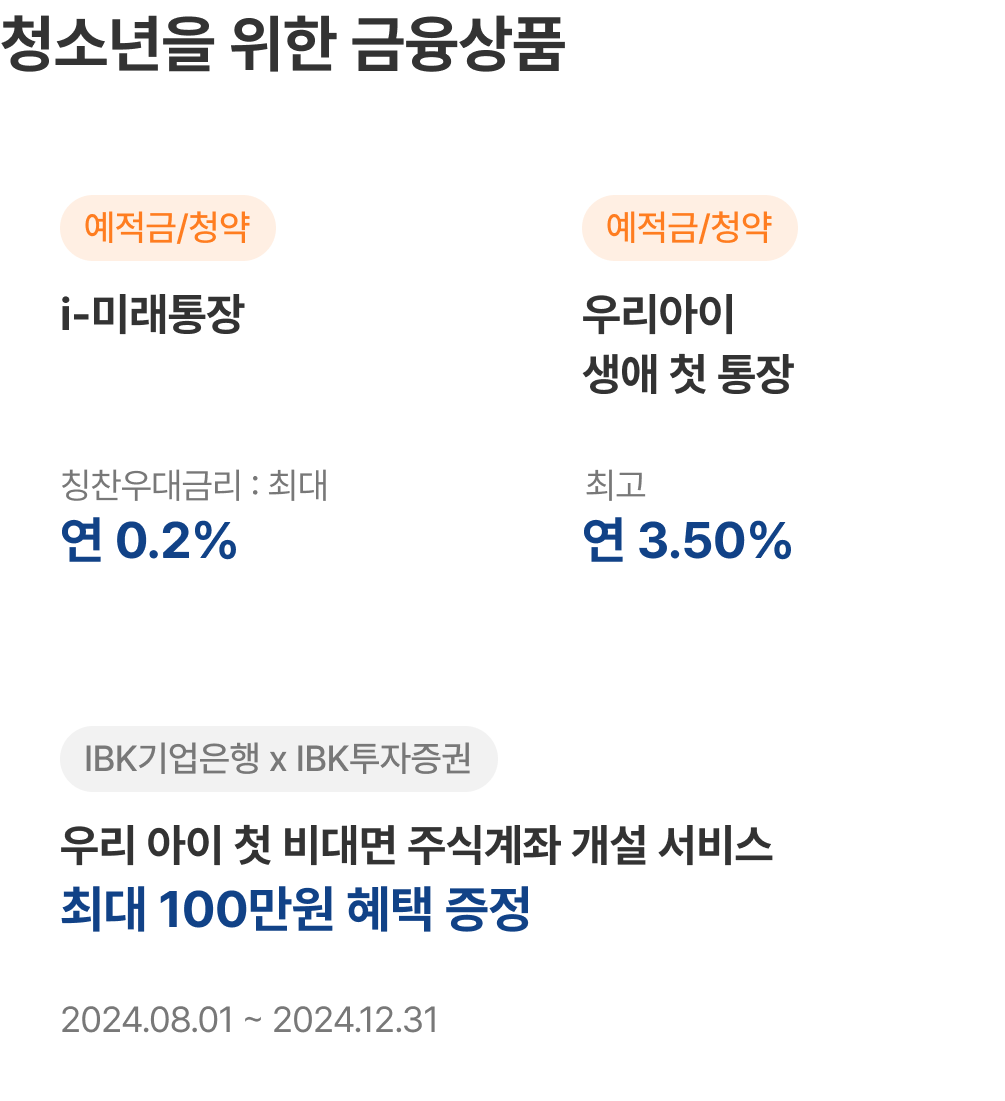 청소년을 위한 금융상품
예적금/청약
i-미래통장
칭찬우대금리 : 최대
연 0.2%
예적금/청약
우리아이
생애 첫 통장
최고
연 3.50%
IBK기업은행 x IBK투자증권
우리 아이 첫 비대면 주식계좌 개설 서비스
최대 100만원 혜택 증정
2024.08.01 ~ 2024.12.31